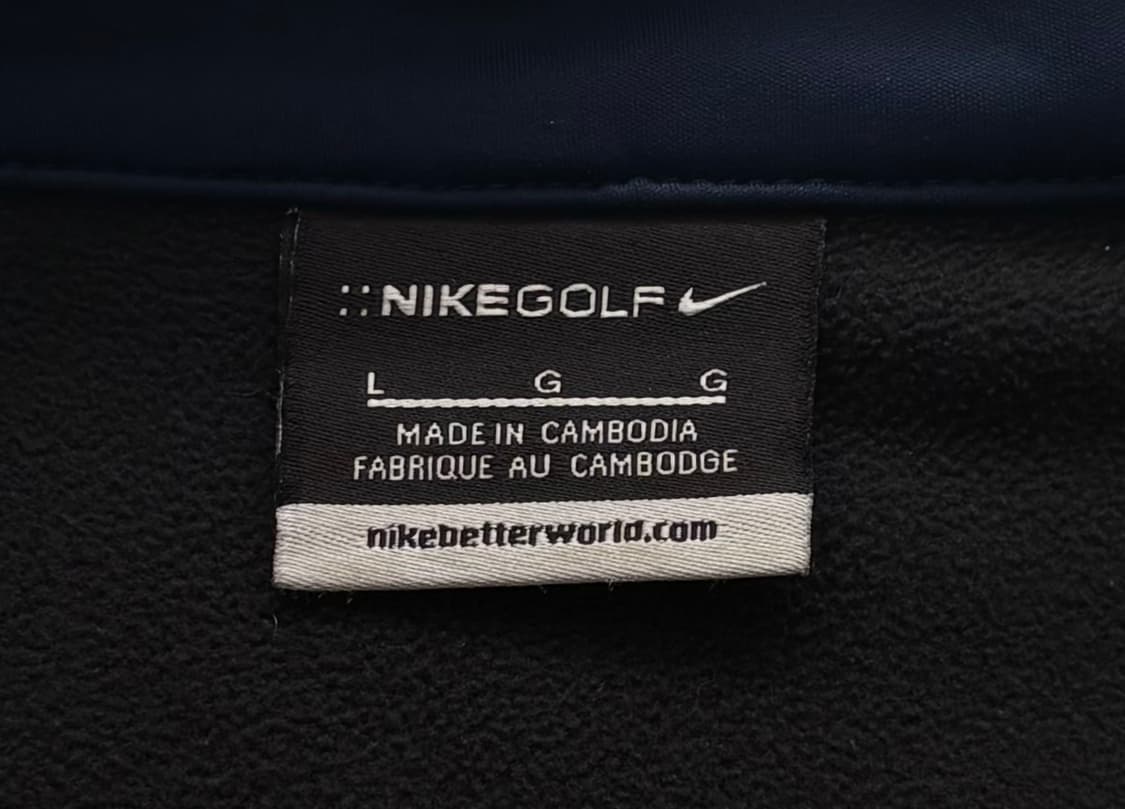 NIKEGOLF
L G G
MADE IN CAMBODIA
FABRIQUE AU CAMBODGE
nikebetterworld.com